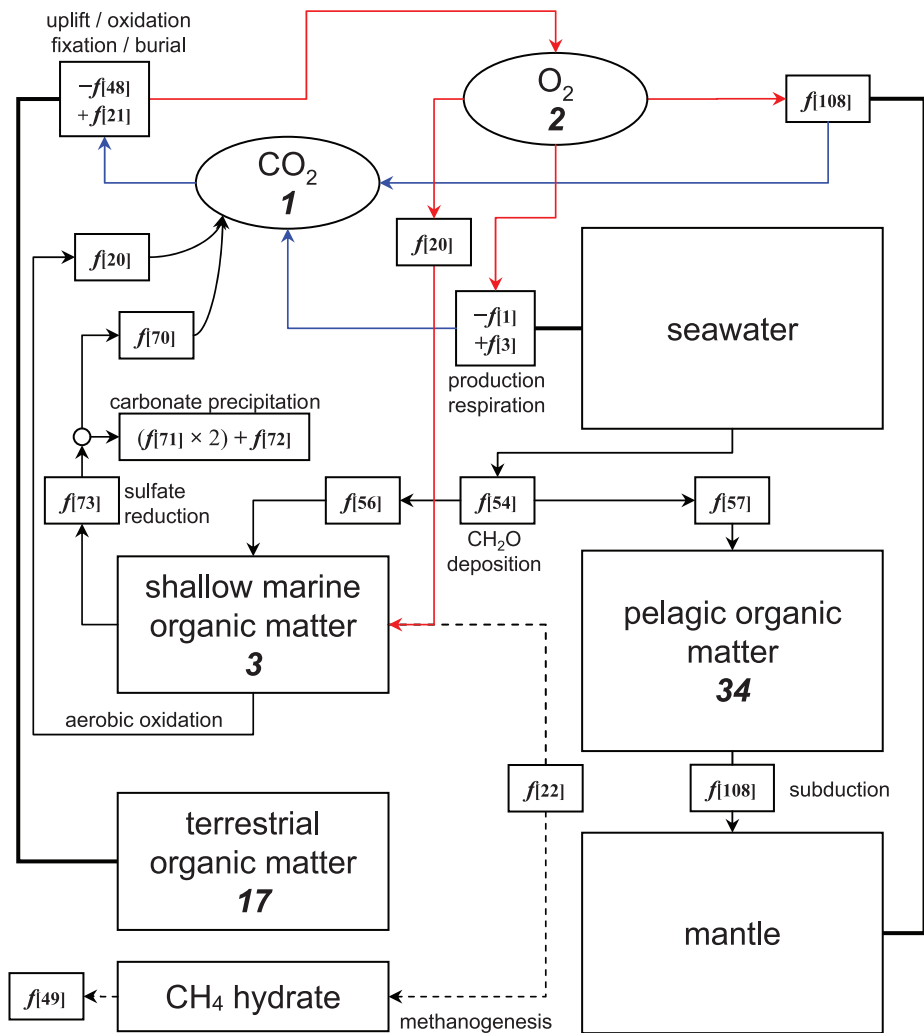 uplift / oxidation
fixation / burial
−f[48]
+f[21]
O2
2
f[108]
CO2
1
f[20]
f[20]
−f[1]
+f[3]
production
respiration
seawater
f[70]
carbonate precipitation
(f[71] × 2) + f[72]
f[73]
sulfate
reduction
f[56]
f[54]
f[57]
CH2O
deposition
shallow marine
organic matter
3
pelagic organic
matter
34
aerobic oxidation
f[22]
f[108]
subduction
terrestrial
organic matter
17
mantle
f[49]
CH4 hydrate
methanogenesis